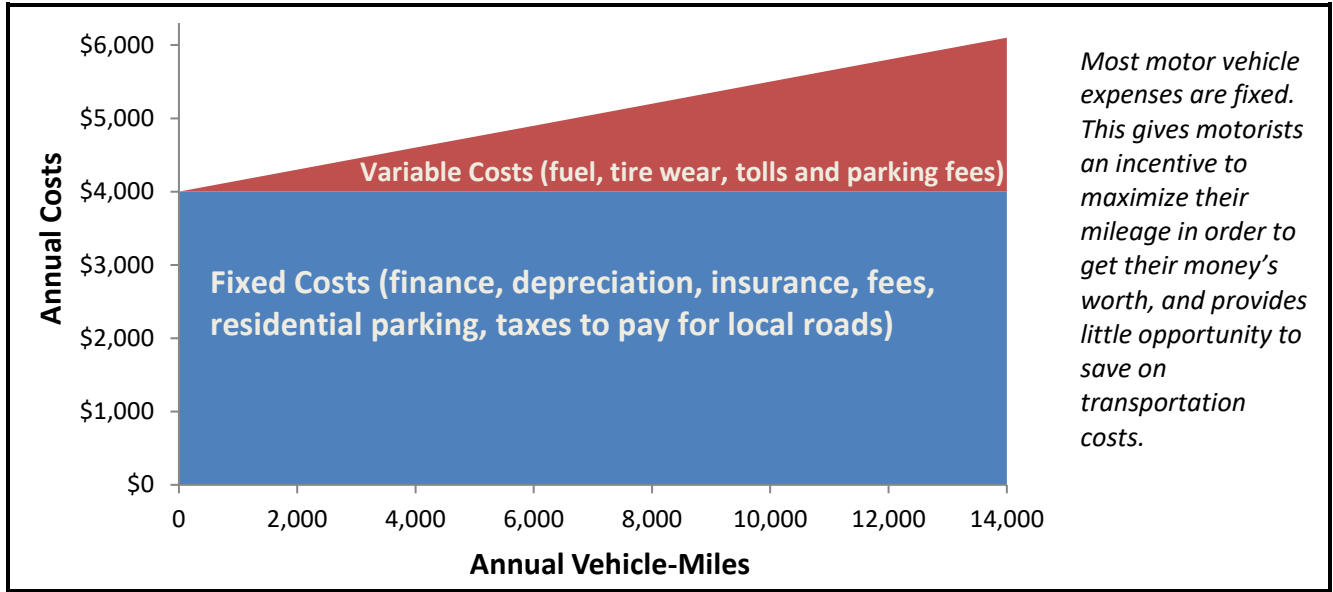 $6,000
$5,000
$4,000
$3,000
$2,000
$1,000
$0
Annual Costs
Variable Costs (fuel, tire wear, tolls and parking fees)
Fixed Costs (finance, depreciation, insurance, fees,
residential parking, taxes to pay for local roads)
0 2,000 4,000 6,000 8,000 10,000 12,000 14,000
Annual Vehicle-Miles
Most motor vehicle
expenses are fixed.
This gives motorists
an incentive to
maximize their
mileage in order to
get their money’s
worth, and provides
little opportunity to
save on
transportation
costs.